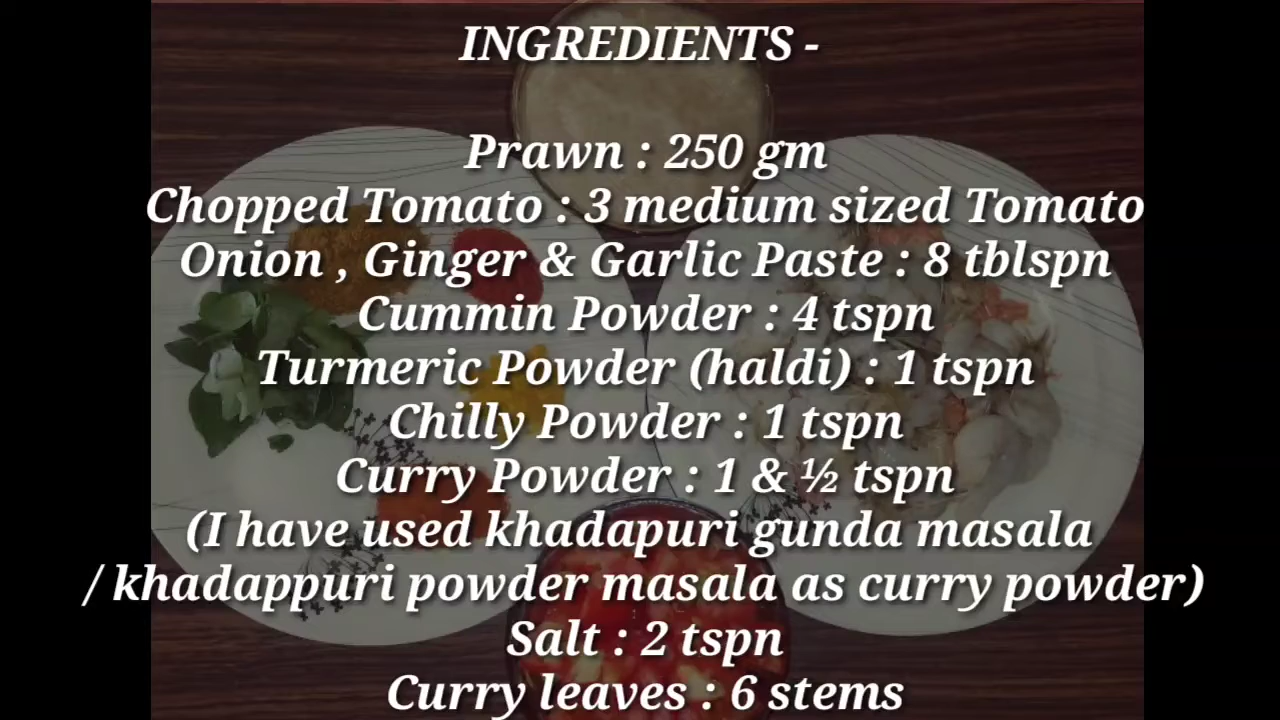 INGREDIENTS -
Prawn : 250 gm
Chopped Tomato : 3 medium sized Tomato
Onion , Ginger & Garlic Paste : 8 tblspn
Cummin Powder : 4 tspn
Turmeric Powder (haldi) : 1 tspn
Chilly Powder : 1 tspn
Curry Powder : 1 & ½ tspn
(I have used khadapuri gunda masala
/ khadappuri powder masala as curry powder)
Salt : 2 tspn
Curry leaves : 6 stems